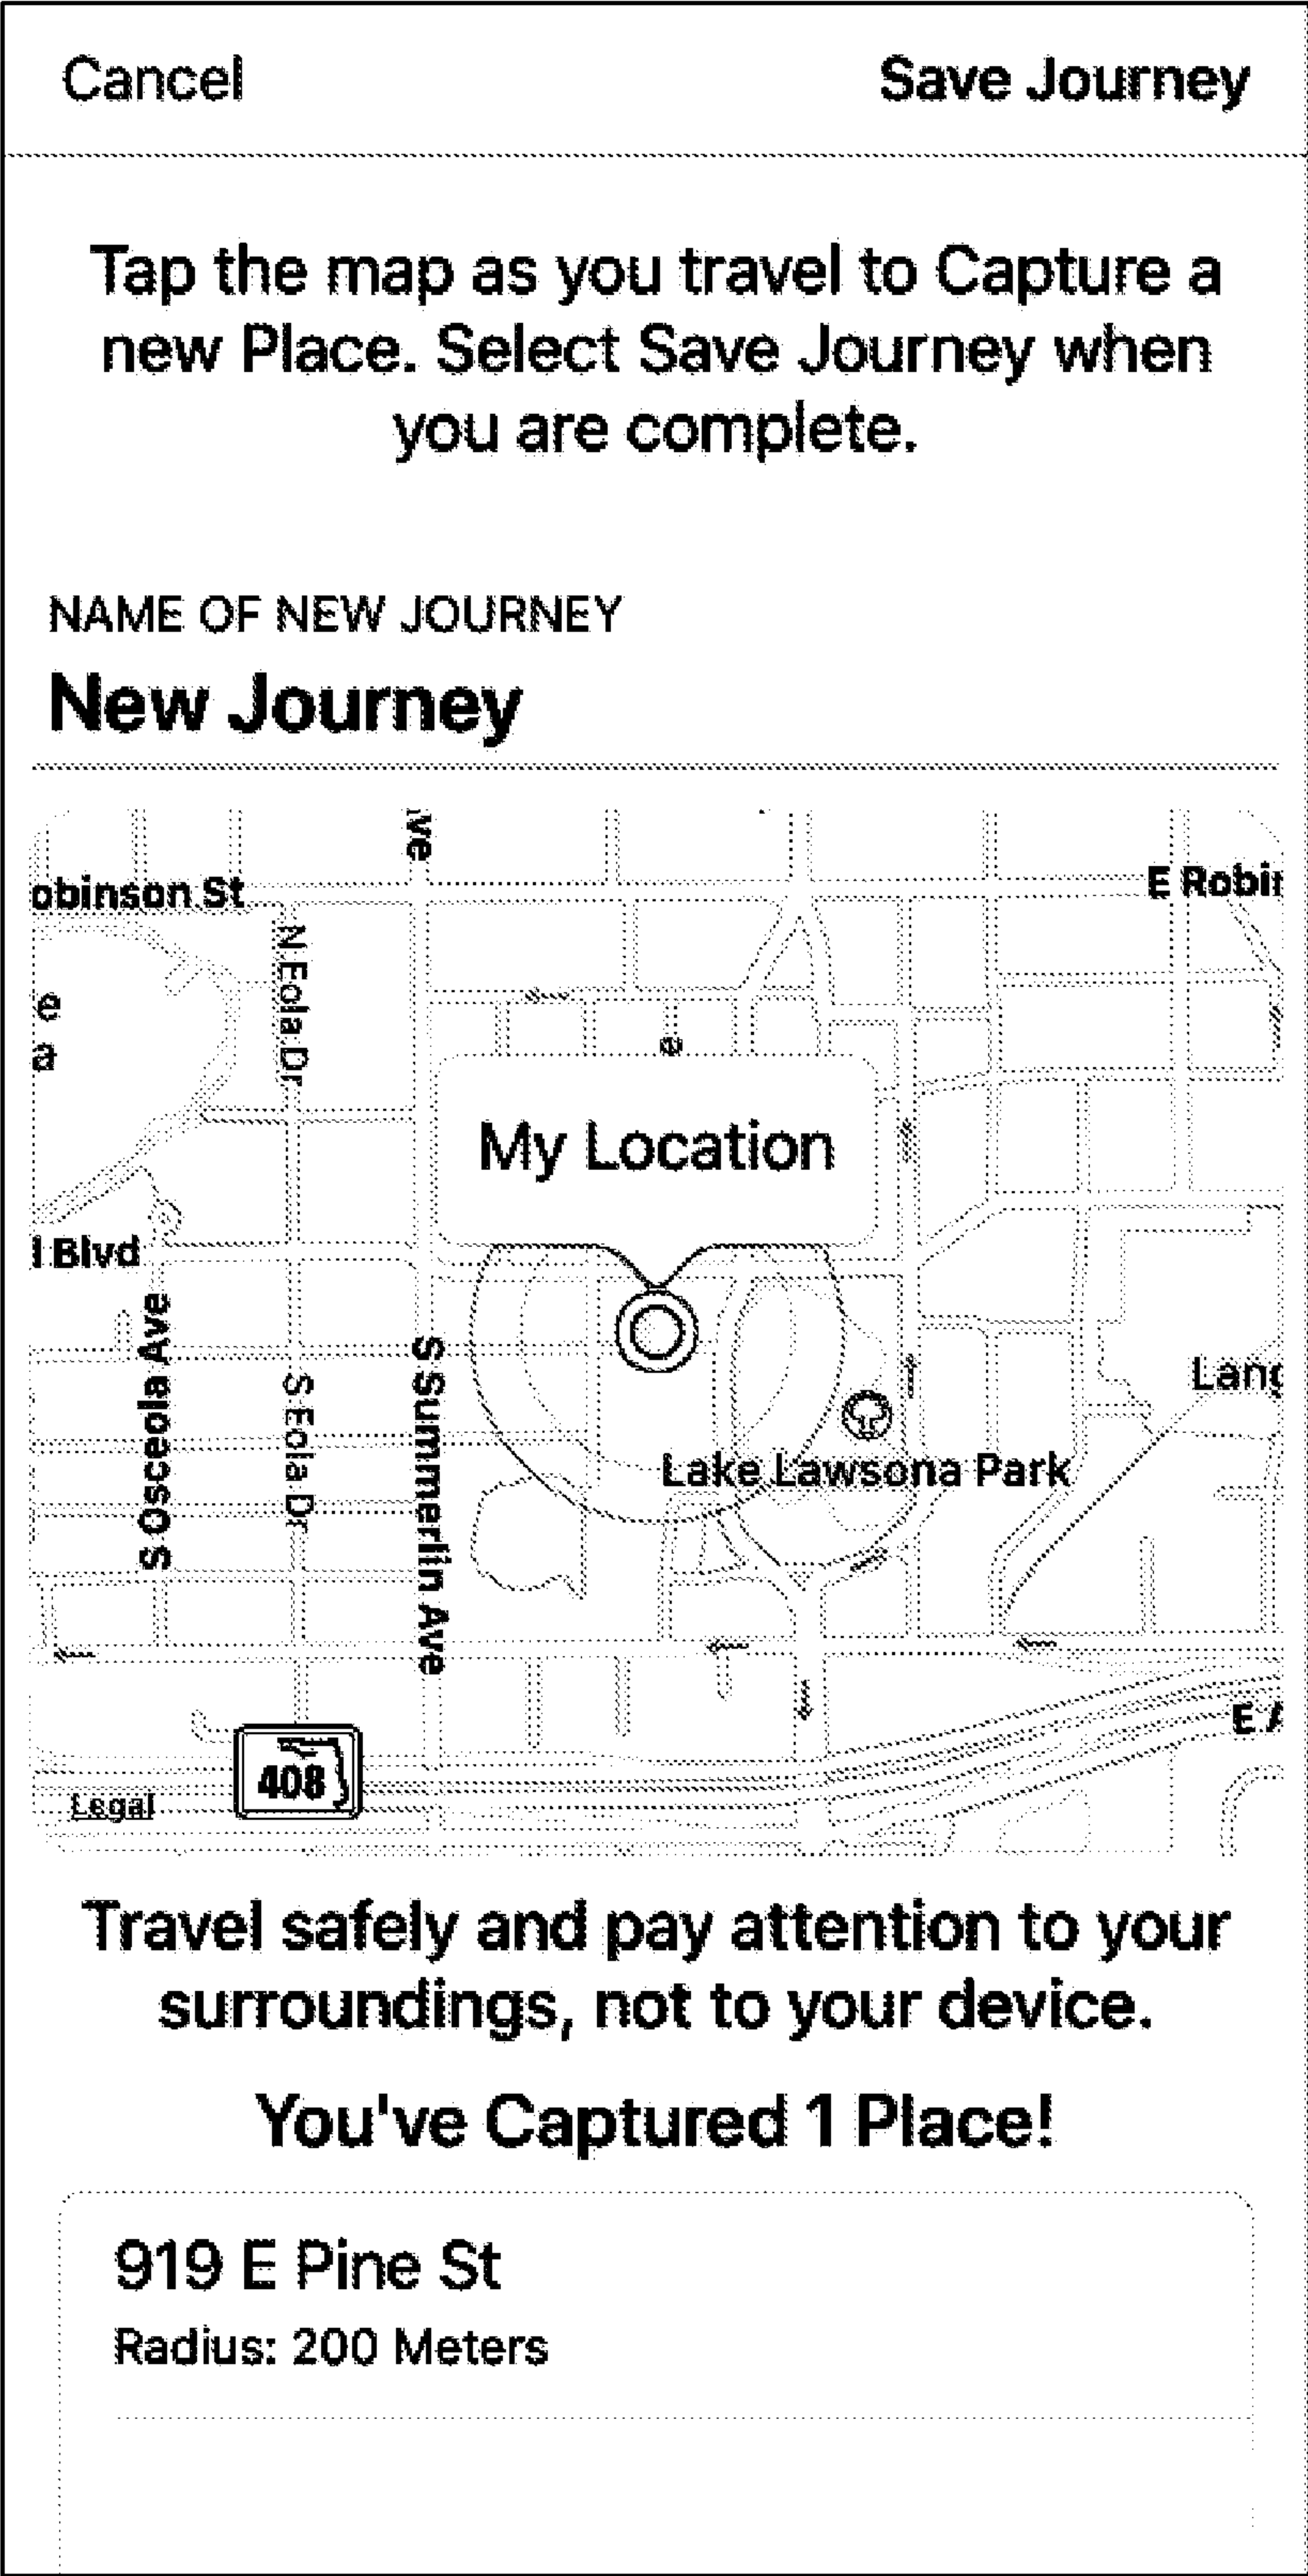 Cancel
Save Journey
Tap the map as you travel to Capture a
new Place. Select Save Journey when
you are complete.
NAME OF NEW JOURNEY
New Journey
ve
obinson St
E Robi
N Eola Dr
e
e
a
My Location
l Blvd
S Osceola Ave
S Eola Dr
S Summerlin Ave
Lang
Lake Lawsona Park
E A
408
Legal
Travel safely and pay attention to your
surroundings, not to your device.
You've Captured 1 Place!
919 E Pine St
Radius: 200 Meters